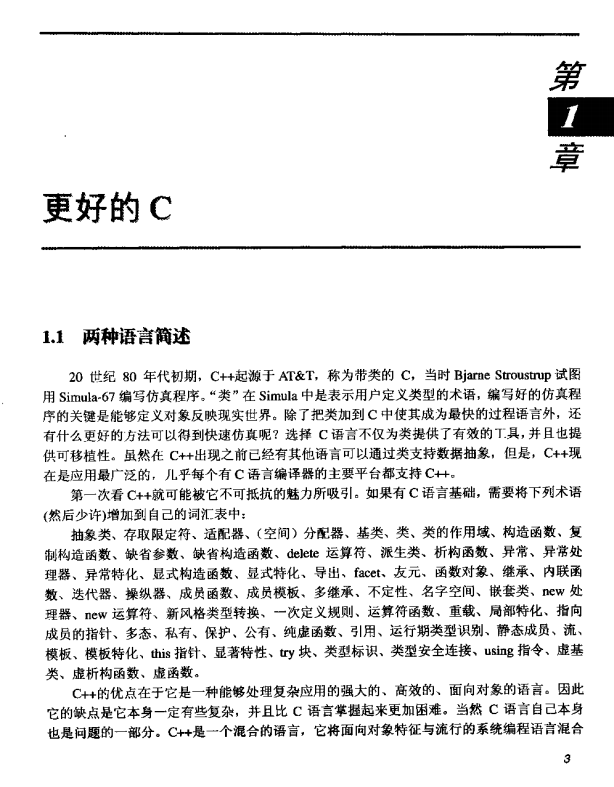 第
1
章
更好的 C
1.1 两种语言简述
20 世纪 80 年代初期，C++起源于 AT&T，称为带类的 C，当时 Bjarne Stroustrup 试图
用 Simula-67 编写仿真程序。“类”在 Simula 中是表示用户定义类型的术语，编写好的仿真程
序的关键是能够定义对象反映现实世界。除了把类加到 C 中使其成为最快的过程语言外，还
有什么更好的方法可以得到快速仿真呢？选择 C 语言不仅为类提供了有效的工具，并且也提
供可移植性。虽然在 C++出现之前已经有其他语言可以通过类支持数据抽象，但是，C++现
在是应用最广泛的，几乎每个有 C 语言编译器的主要平台都支持 C++。
第一次看 C++就可能被它不可抵抗的魅力所吸引。如果有 C 语言基础，需要将下列术语
(然后少许)增加到自己的词汇表中：
抽象类、存取限定符、适配器、（空间）分配器、基类、类、类的作用域、构造函数、复
制构造函数、缺省参数、缺省构造函数、delete 运算符、派生类、析构函数、异常、异常处
理器、异常特化、显式构造函数、显式特化、导出、facet、友元、函数对象、继承、内联函
数、迭代器、操纵器、成员函数、成员模板、多继承、不定性、名字空间、嵌套类、new 处
理器、new 运算符、新风格类型转换、一次定义规则、运算符函数、重载、局部特化、指向
成员的指针、多态、私有、保护、公有、纯虚函数、引用、运行期类型识别、静态成员、流、
模板、模板特化、this 指针、显著特性、try 块、类型标识、类型安全连接、using 指令、虚基
类、虚析构函数、虚函数。
C++的优点在于它是一种能够处理复杂应用的强大的、高效的、面向对象的语言。因此
它的缺点是它本身一定有些复杂，并且比 C 语言掌握起来更加困难。当然 C 语言自己本身
也是问题的一部分。C++是一个混合的语言，它将面向对象特征与流行的系统编程语言混合
3